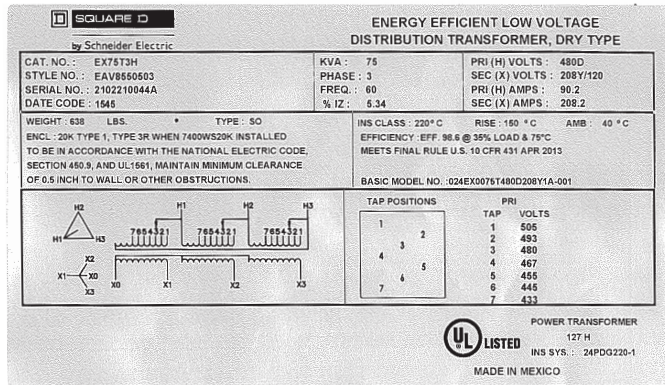 SQUARE D
by Schneider Electric
ENERGY EFFICIENT LOW VOLTAGE
DISTRIBUTION TRANSFORMER, DRY TYPE
CAT. NO. : EX75T3H
STYLE NO. : EAV8550503
SERIAL NO. : 2102210044A
DATE CODE : 1545
KVA : 75
PHASE : 3
FREQ. : 60
% IZ : 5.34
PRI (H) VOLTS : 480D
SEC (X) VOLTS : 208Y/120
PRI (H) AMPS : 90.2
SEC (X) AMPS : 208.2
WEIGHT : 638 LBS. * TYPE : SO
ENCL : 20K TYPE 1, TYPE 3R WHEN 7400WS20K INSTALLED
TO BE IN ACCORDANCE WITH THE NATIONAL ELECTRIC CODE,
SECTION 450.9, AND UL1561, MAINTAIN MINIMUM CLEARANCE
OF 0.5 INCH TO WALL OR OTHER OBSTRUCTIONS.
INS CLASS : 220°C RISE : 150 °C AMB : 40 °C
EFFICIENCY : EFF. 98.6 @ 35% LOAD & 75°C
MEETS FINAL RULE U.S. 10 CFR 431 APR 2013
BASIC MODEL NO. :024EX0075T480D208Y1A-001
H2
H1 H3
X2
X1 X0
X3
H1 H2 H3
7654321 7654321 7654321
X0 X1 X2 X3
TAP POSITIONS
1
2
3
4
5
6
7
PRI
TAP VOLTS
1 505
2 493
3 480
4 467
5 455
6 445
7 433
UL LISTED
POWER TRANSFORMER
127 H
INS SYS. : 24PDG220-1
MADE IN MEXICO